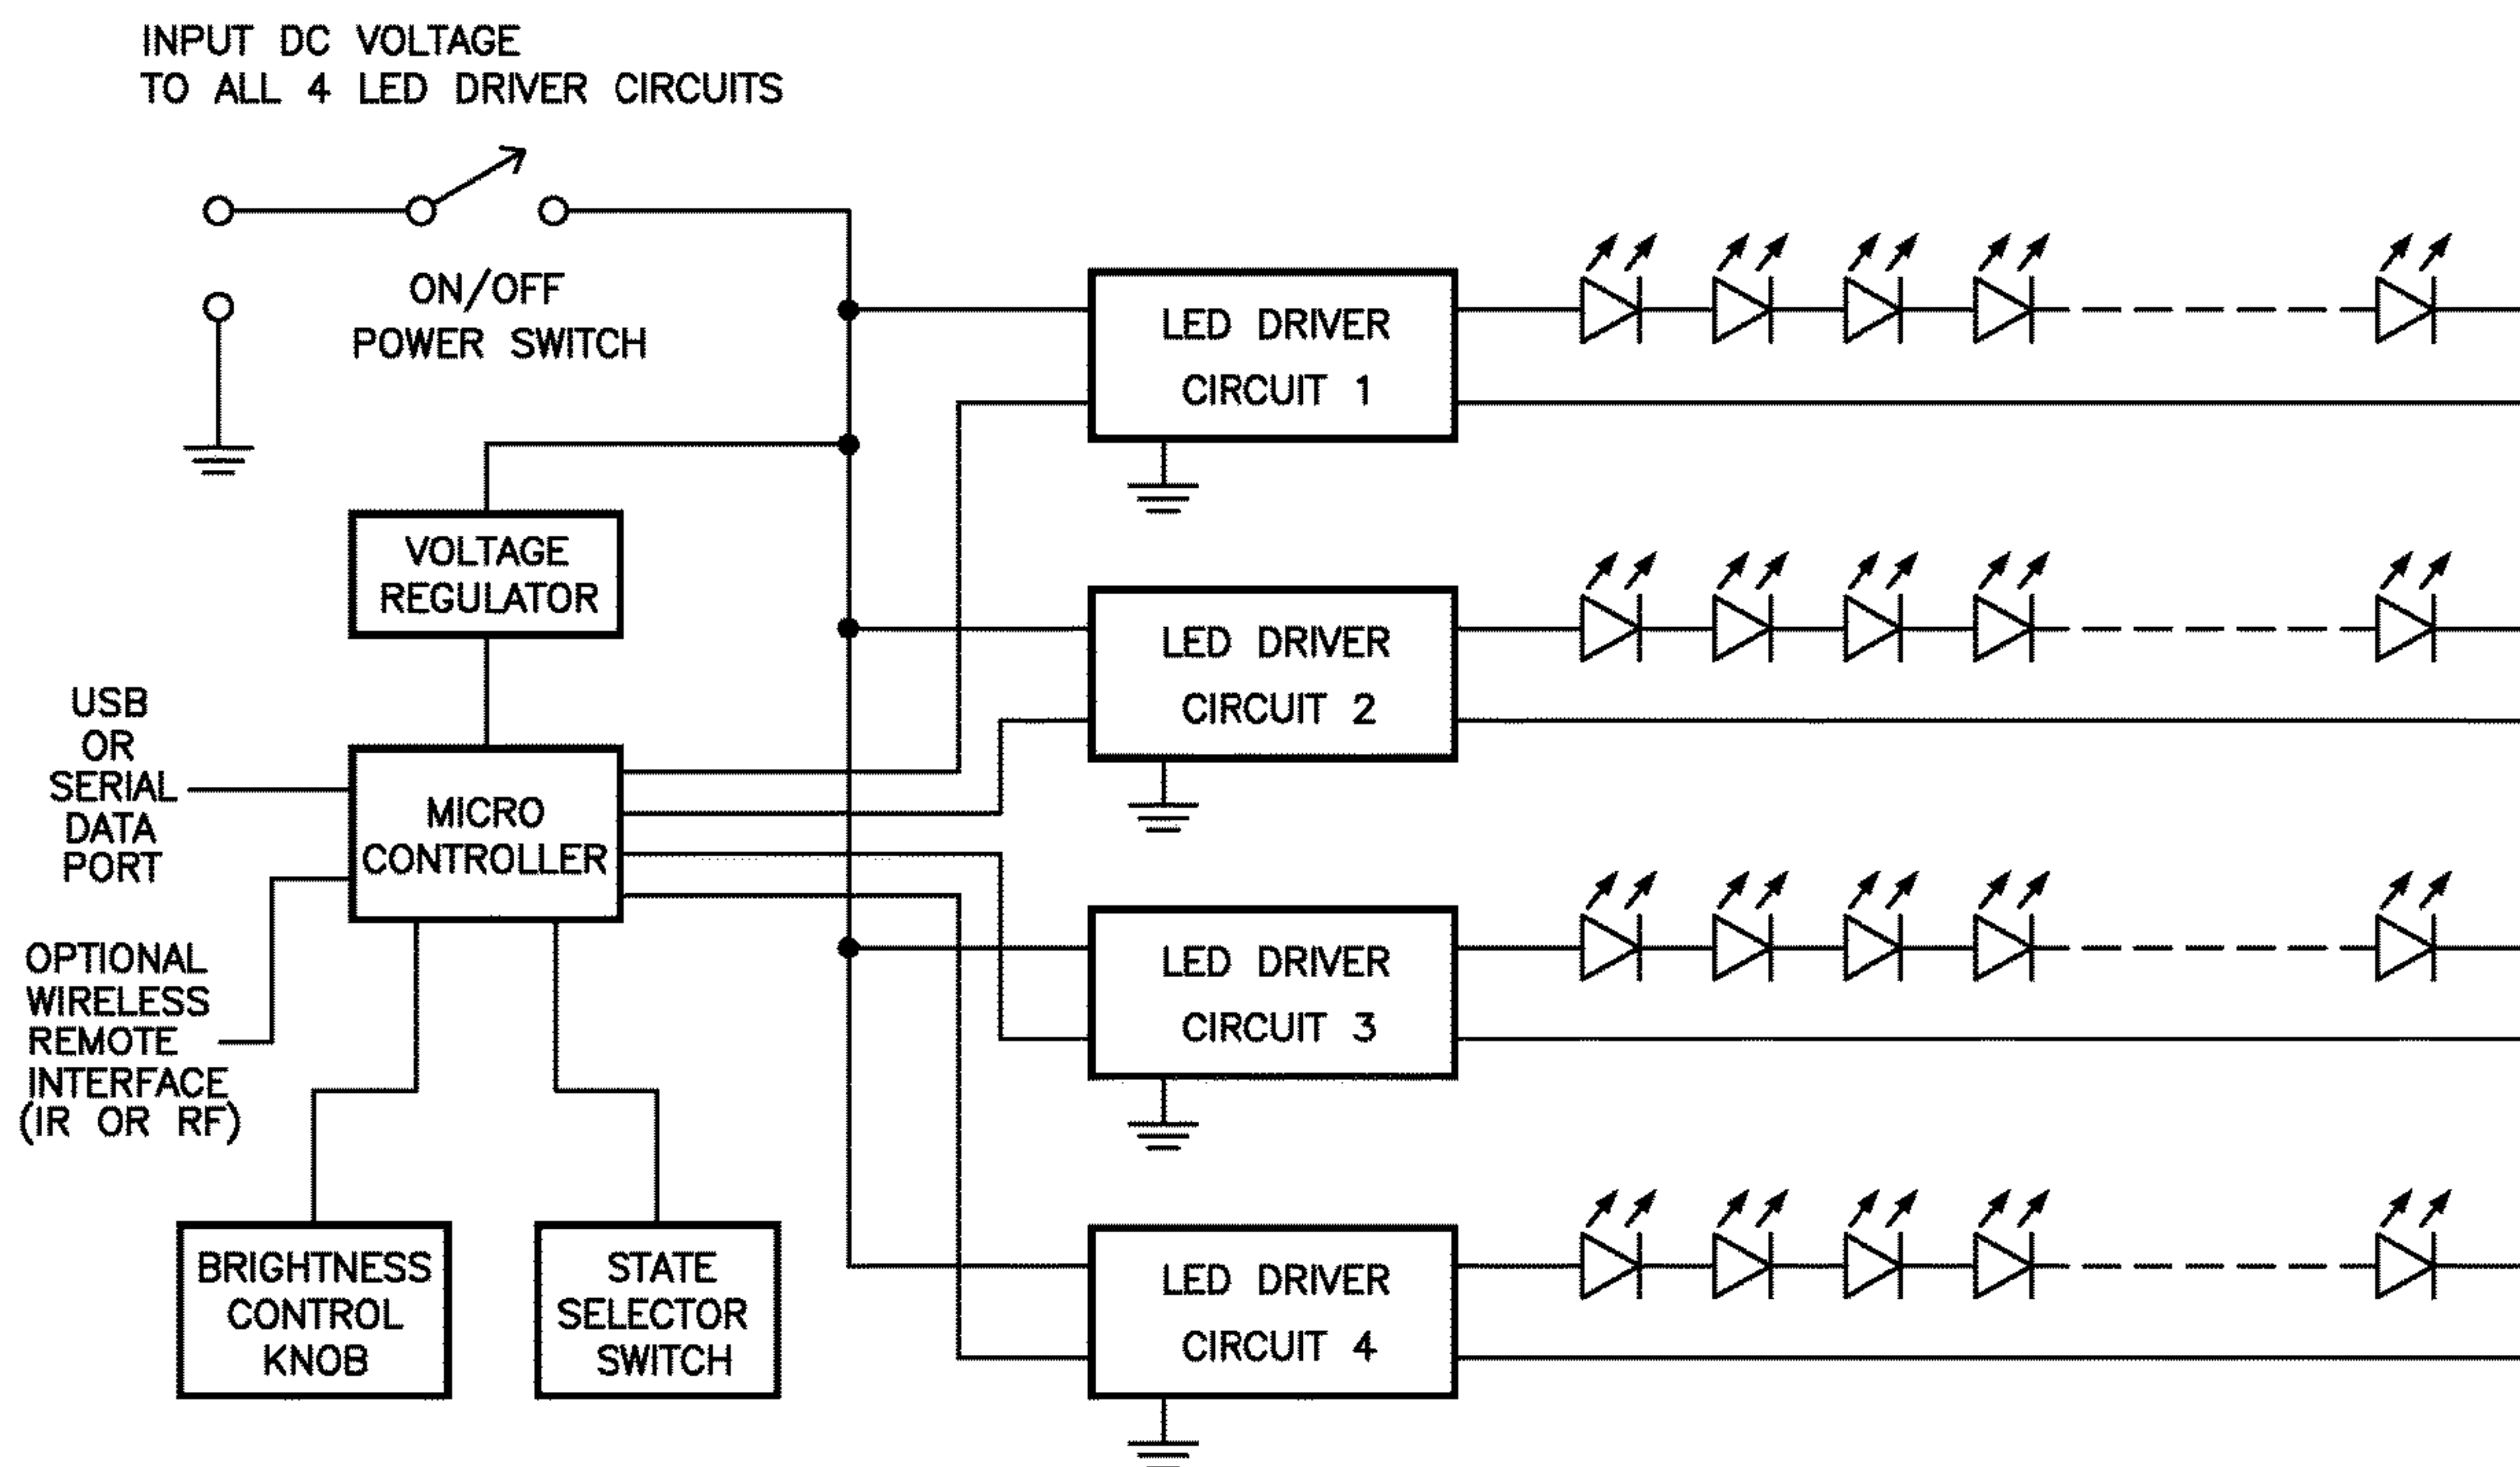 INPUT DC VOLTAGE
TO ALL 4 LED DRIVER CIRCUITS
ON/OFF
POWER SWITCH
LED DRIVER
CIRCUIT 1
VOLTAGE
REGULATOR
LED DRIVER
CIRCUIT 2
USB
OR
SERIAL
DATA
PORT
MICRO
CONTROLLER
OPTIONAL
WIRELESS
REMOTE
INTERFACE
(IR OR RF)
LED DRIVER
CIRCUIT 3
BRIGHTNESS
CONTROL
KNOB
STATE
SELECTOR
SWITCH
LED DRIVER
CIRCUIT 4